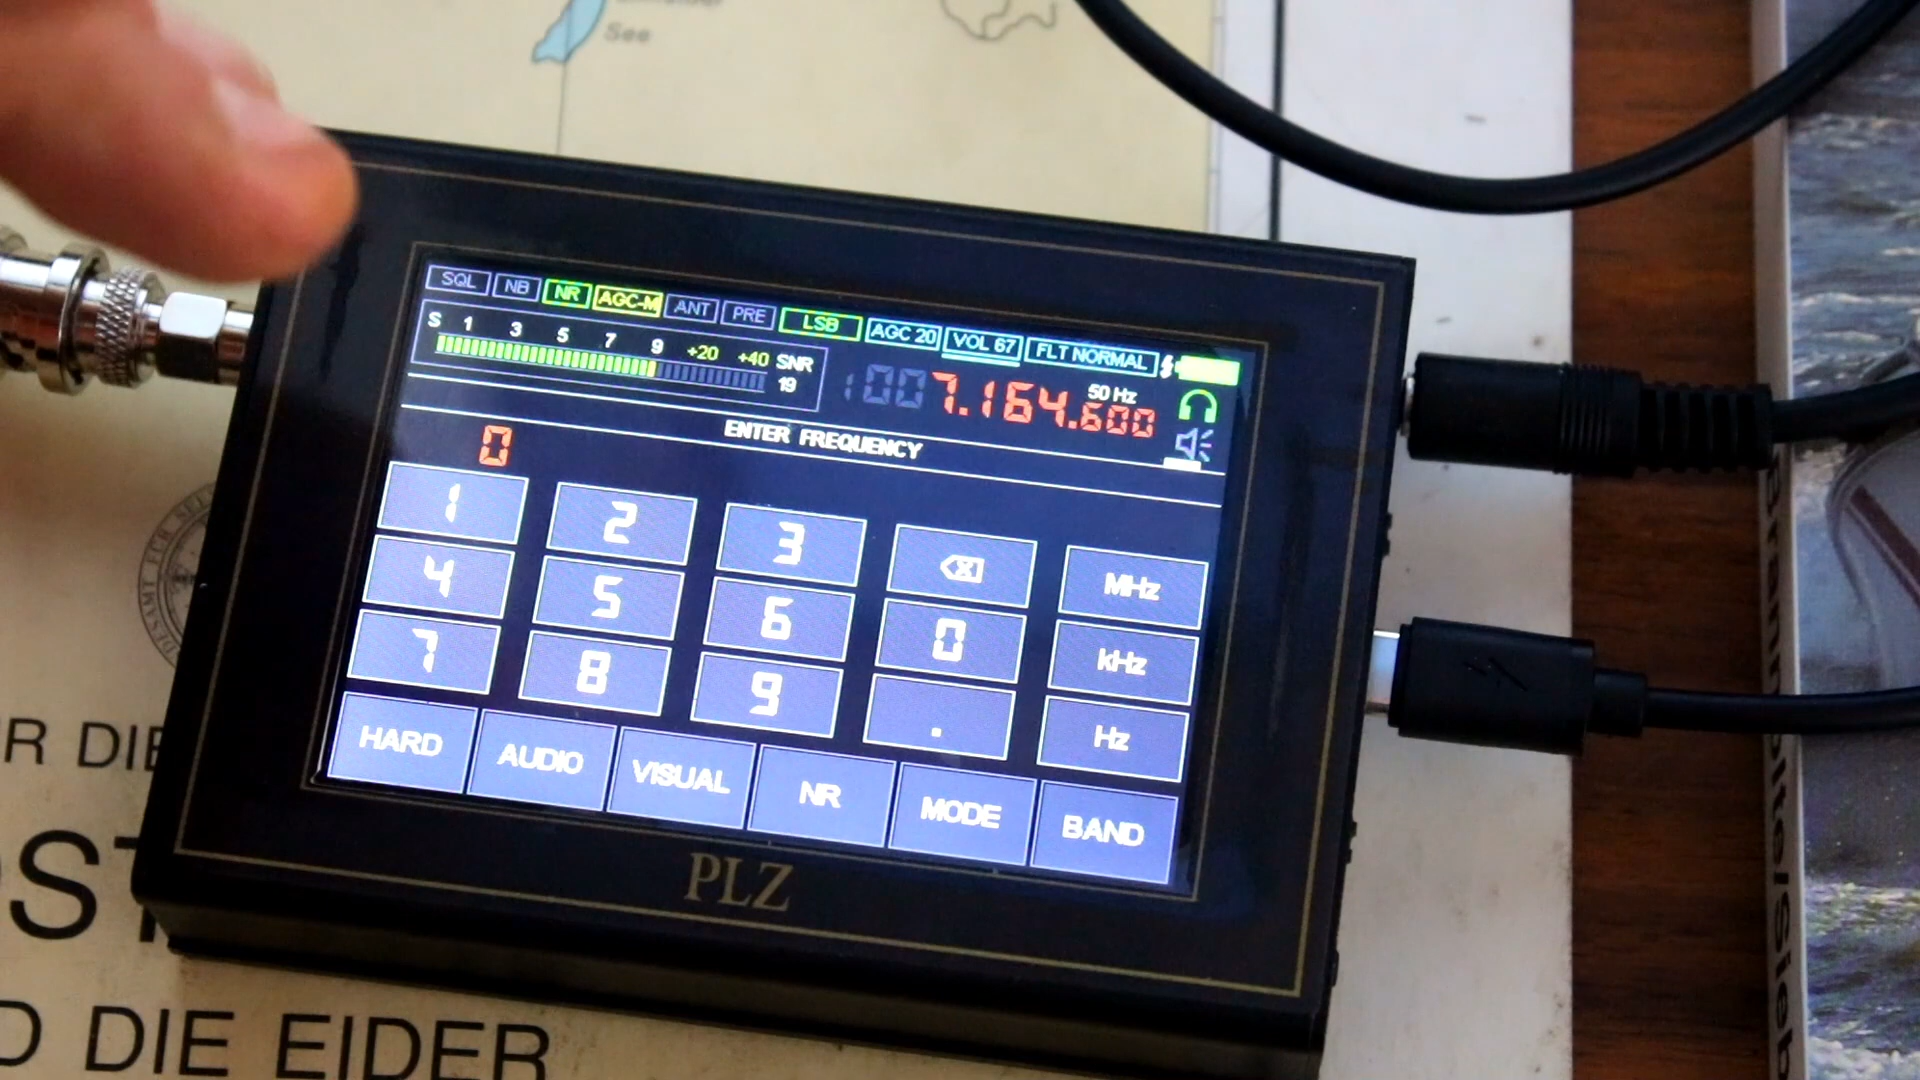 See
SQL NB NR AGC-M ANT PRE LSB AGC 20 VOL 67 FLT NORMAL
S 1 3 5 7 9 +20 +40 SNR
19
50 Hz
7.164.600
ENTER FREQUENCY
0
1 2 3 MHz
4 5 6 0 kHz
7 8 9 . Hz
HARD AUDIO VISUAL NR MODE BAND
PLZ
R DIE
OST
D DIE EIDER